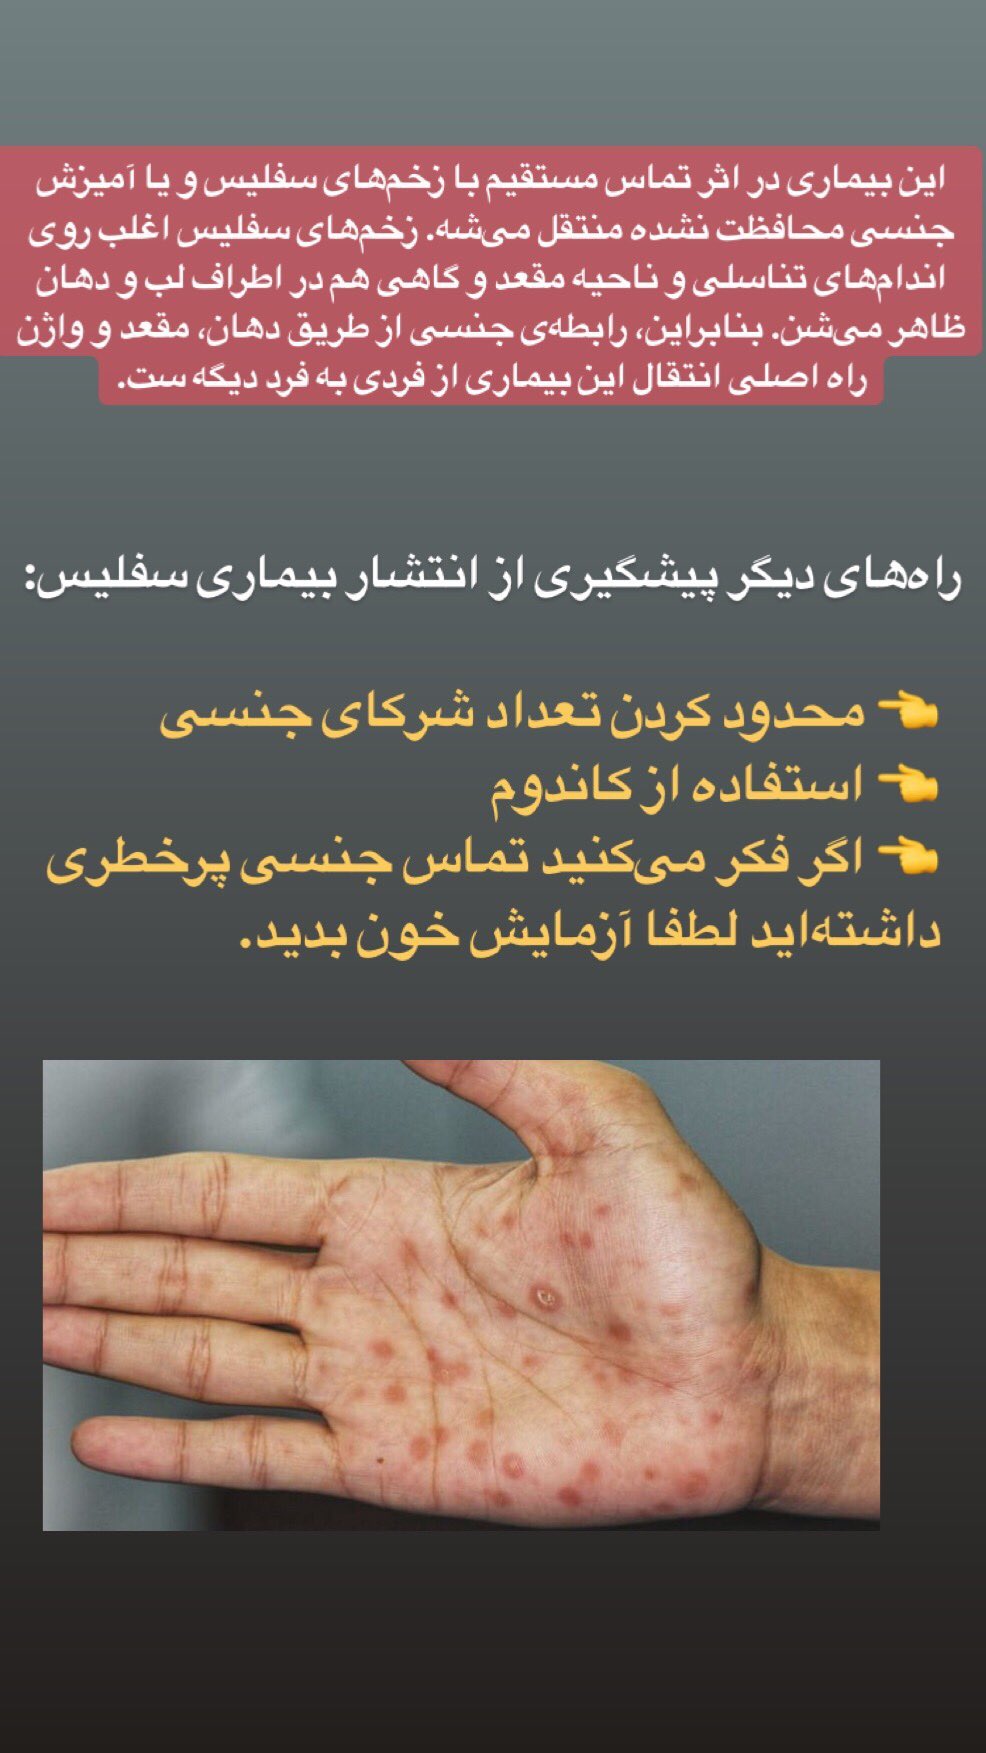 این بیماری در اثر تماس مستقیم با زخم‌های سفلیس و یا آمیزش
جنسی محافظت نشده منتقل می‌شه. زخم‌های سفلیس اغلب روی
اندام‌های تناسلی و ناحیه مقعد و گاهی هم در اطراف لب و دهان
ظاهر می‌شن. بنابراین، رابطه‌ی جنسی از طریق دهان، مقعد و واژن
راه اصلی انتقال این بیماری از فردی به فرد دیگه ست.
راه‌های دیگر پیشگیری از انتشار بیماری سفلیس:
👈 محدود کردن تعداد شرکای جنسی
👈 استفاده از کاندوم
👈 اگر فکر می‌کنید تماس جنسی پرخطری
داشته‌اید لطفا آزمایش خون بدید.